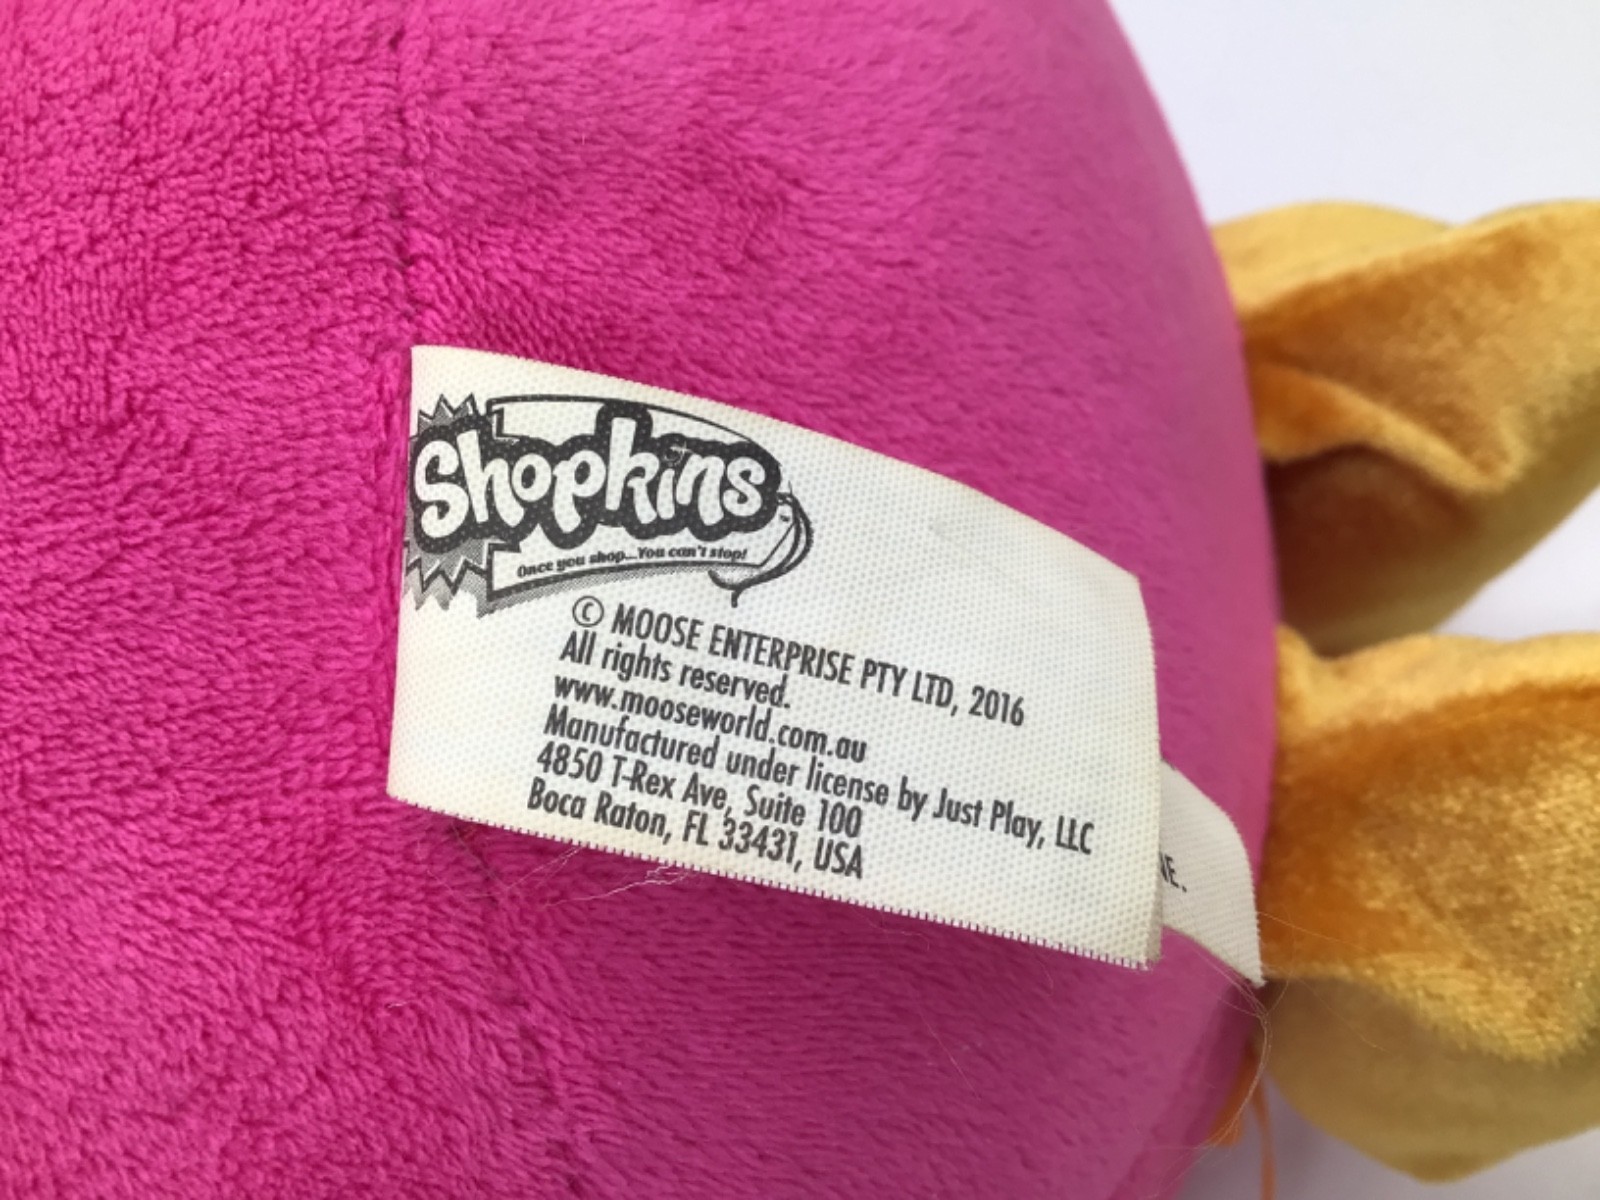 Shopkins
Once you shop...You can't stop!
© MOOSE ENTERPRISE PTY LTD, 2016
All rights reserved.
www.mooseworld.com.au
Manufactured under license by Just Play, LLC
4850 T-Rex Ave, Suite 100
Boca Raton, FL 33431, USA